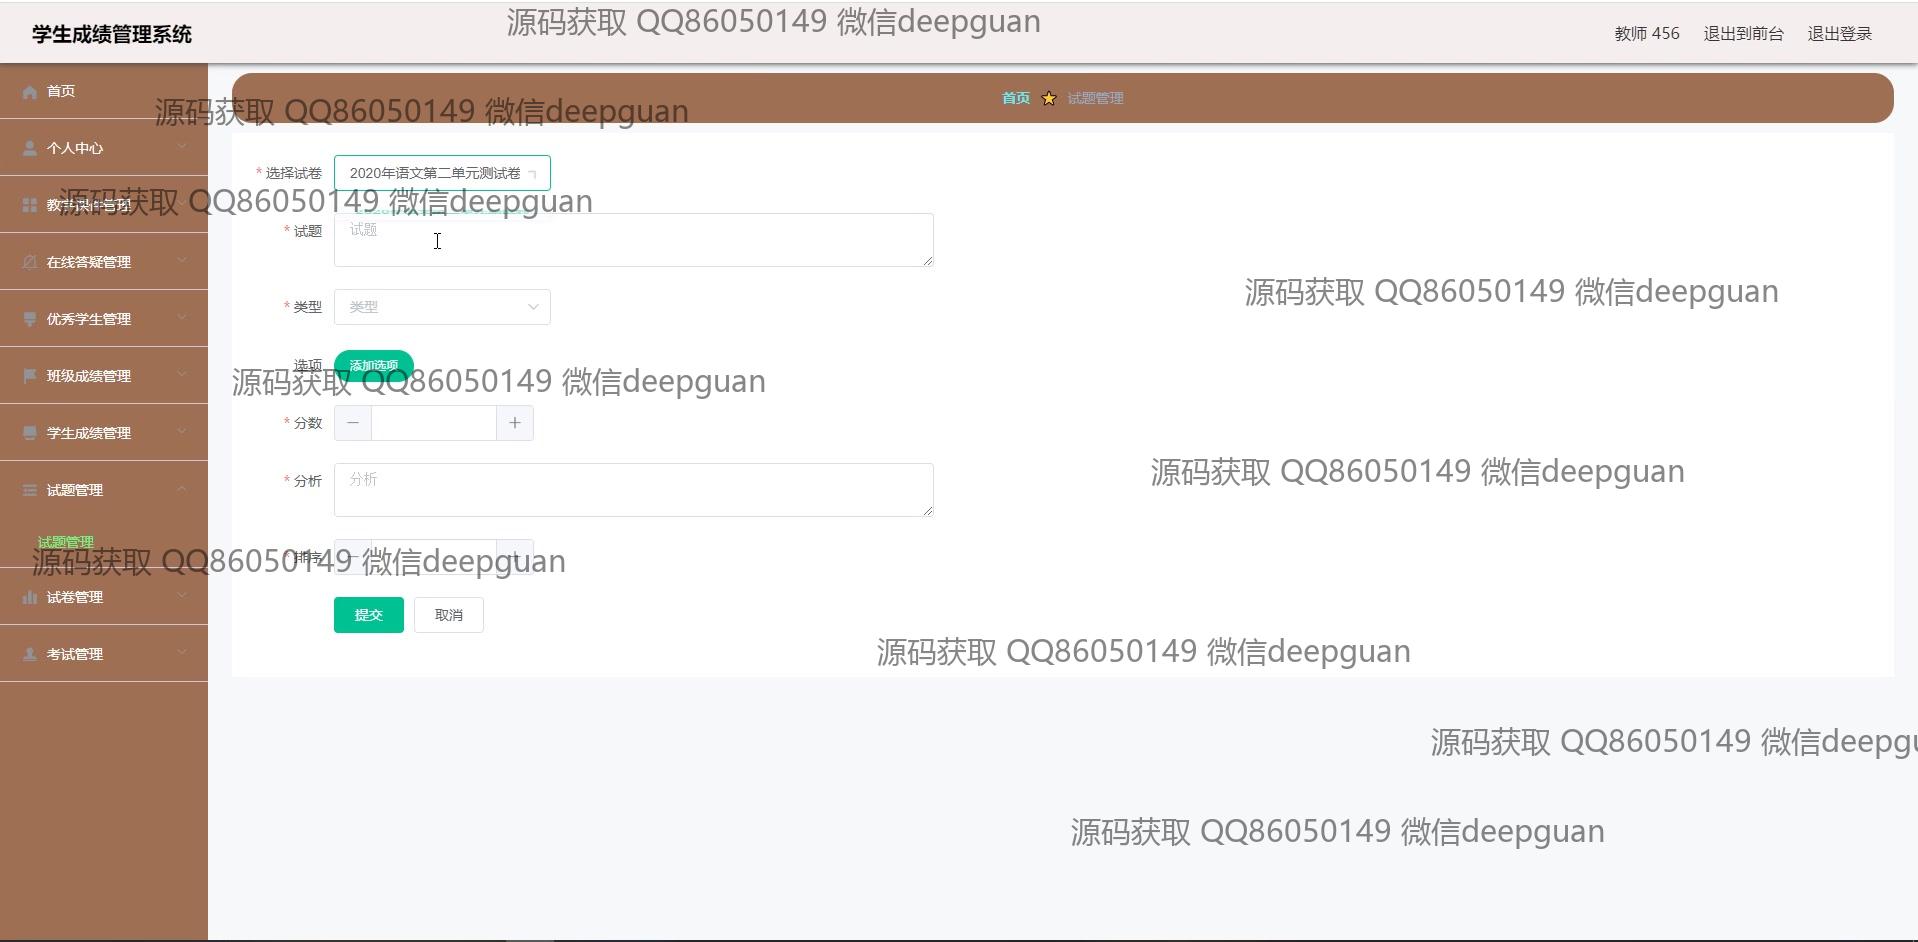 源码获取 QQ86050149 微信deepguan
学生成绩管理系统
教师 456 退出到前台 退出登录
首页
首页 试题管理
源码获取 QQ86050149 微信deepguan
个人中心
* 选择试卷 2020年语文第二单元测试卷
教学课件管理
源码获取 QQ86050149 微信deepguan
* 试题 试题
在线答疑管理
源码获取 QQ86050149 微信deepguan
* 类型 类型
优秀学生管理
选项 添加选项
班级成绩管理
源码获取 QQ86050149 微信deepguan
* 分数
学生成绩管理
源码获取 QQ86050149 微信deepguan
* 分析 分析
试题管理
试题管理
源码获取 QQ86050149 微信deepguan
* 排序
试卷管理
提交 取消
考试管理
源码获取 QQ86050149 微信deepguan
源码获取 QQ86050149 微信deepgu
源码获取 QQ86050149 微信deepguan